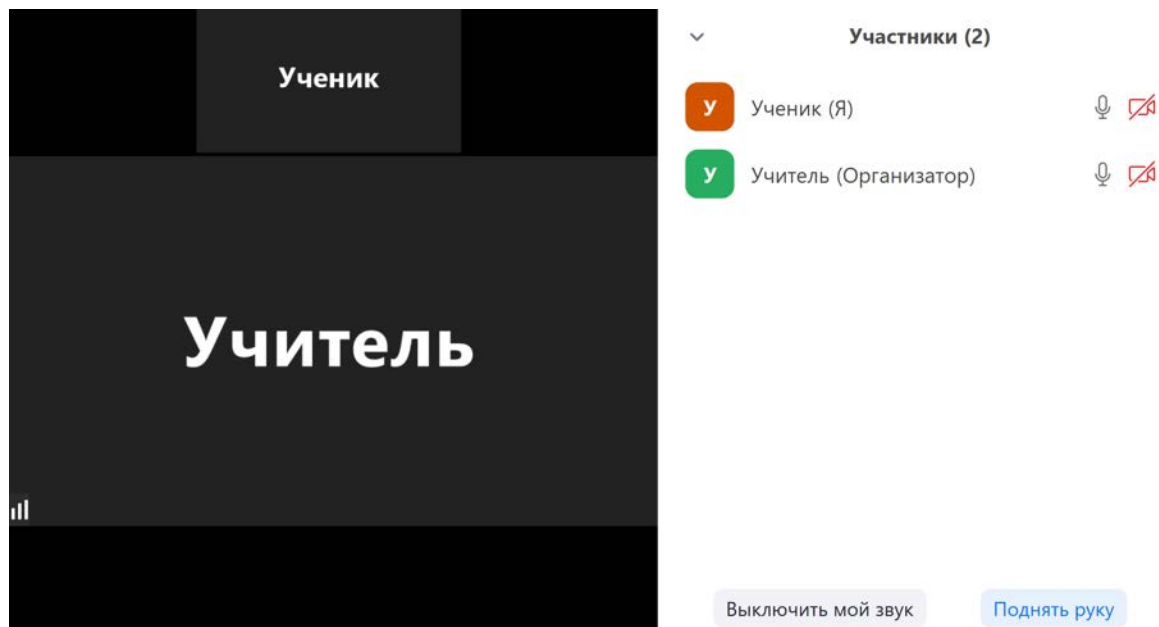 Ученик
Учитель
Участники (2)
У Ученик (Я)
У Учитель (Организатор)
Выключить мой звук
Поднять руку